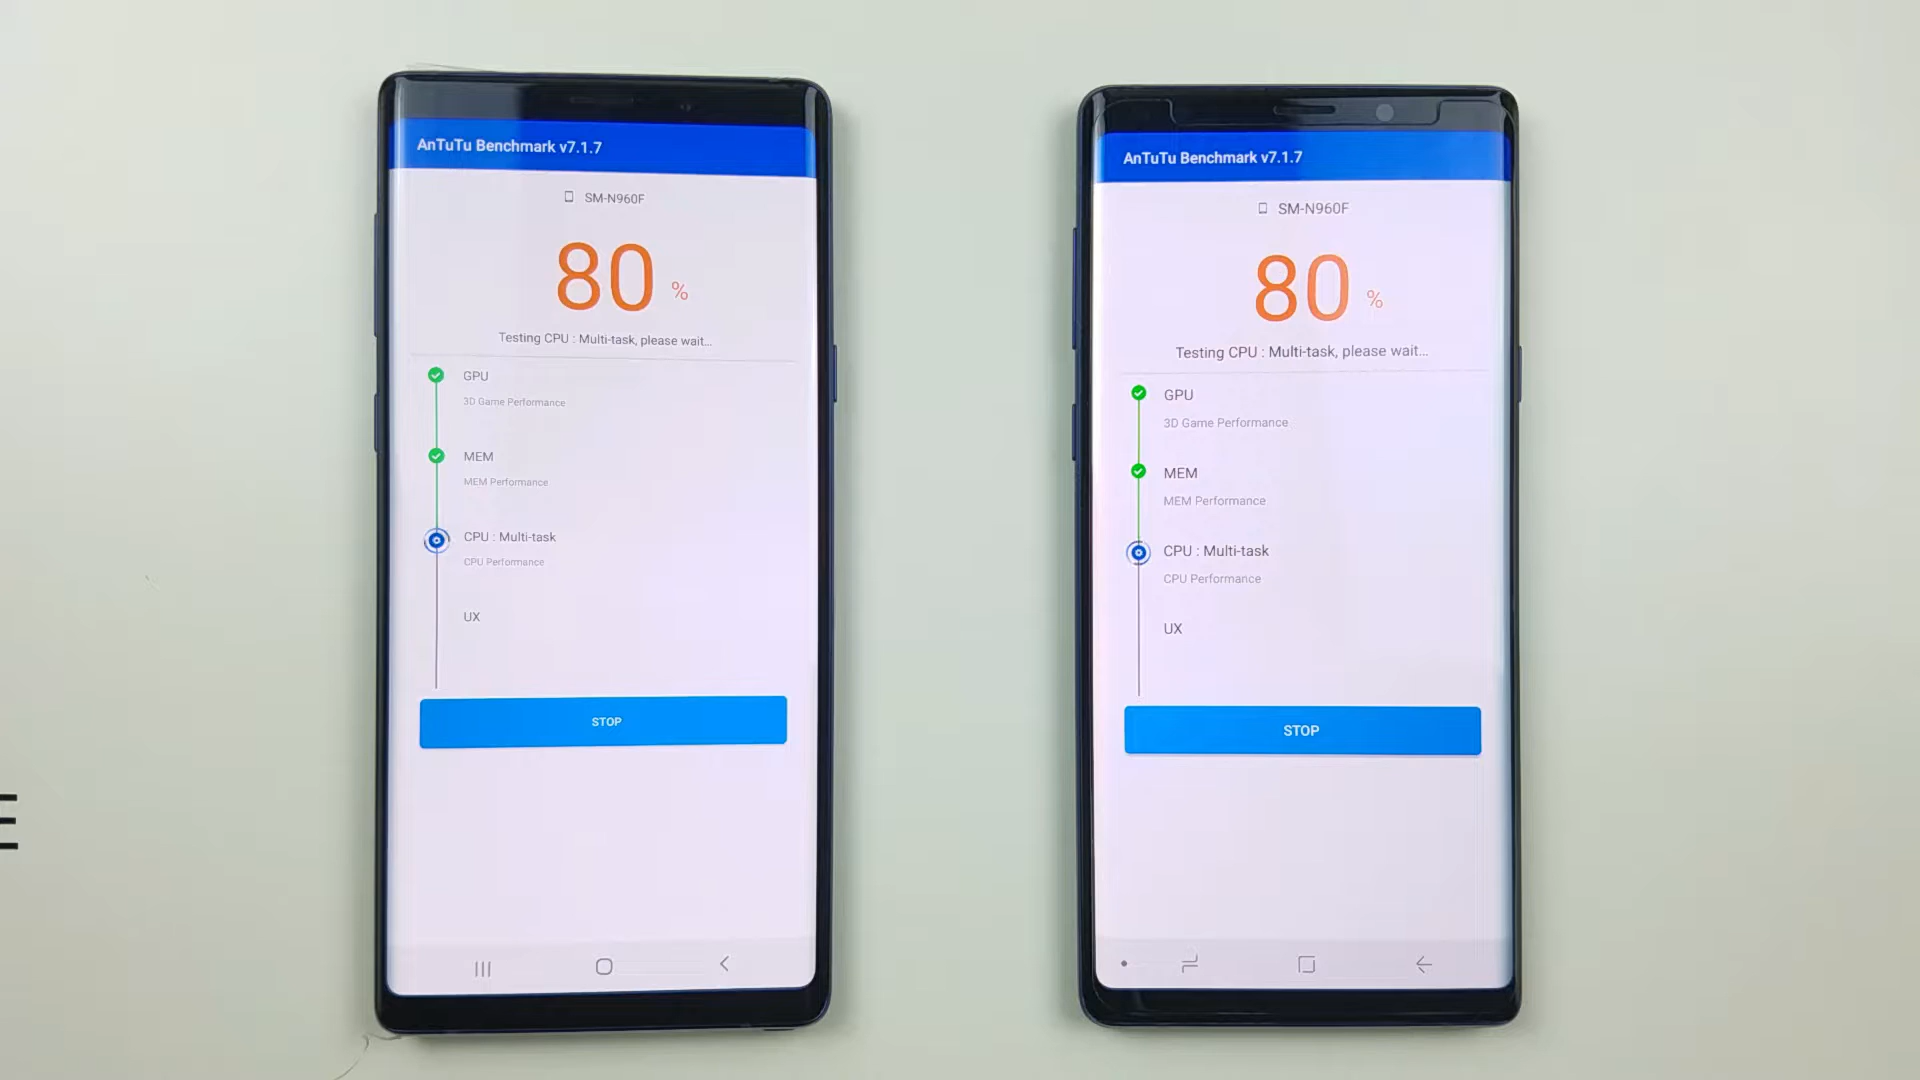 AnTuTu Benchmark v7.1.7
SM-N960F
80 %
Testing CPU : Multi-task, please wait...
GPU
3D Game Performance
MEM
MEM Performance
CPU : Multi-task
CPU Performance
UX
STOP
AnTuTu Benchmark v7.1.7
SM-N960F
80 %
Testing CPU : Multi-task, please wait...
GPU
3D Game Performance
MEM
MEM Performance
CPU : Multi-task
CPU Performance
UX
STOP